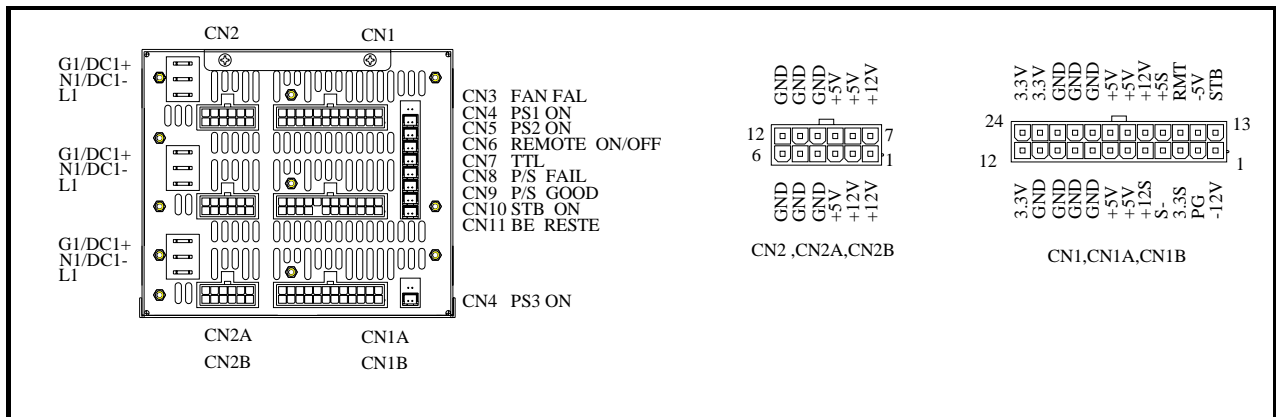 CN2 CN1
G1/DC1+
N1/DC1-
L1
G1/DC1+
N1/DC1-
L1
G1/DC1+
N1/DC1-
L1
CN3 FAN FAL
CN4 PS1 ON
CN5 PS2 ON
CN6 REMOTE ON/OFF
CN7 TTL
CN8 P/S FAIL
CN9 P/S GOOD
CN10 STB ON
CN11 BE RESTE
CN4 PS3 ON
CN2A CN1A
CN2B CN1B
GND GND GND +5V +5V +12V
12 7
6 1
GND GND GND +5V +12V +12V
CN2 ,CN2A,CN2B
3.3V 3.3V GND GND GND +5V +5V +12V +5S RMT -5V STB
24 13
12 1
3.3V GND GND GND GND +5V +5V +12S S- 3.3S PG -12V
CN1,CN1A,CN1B